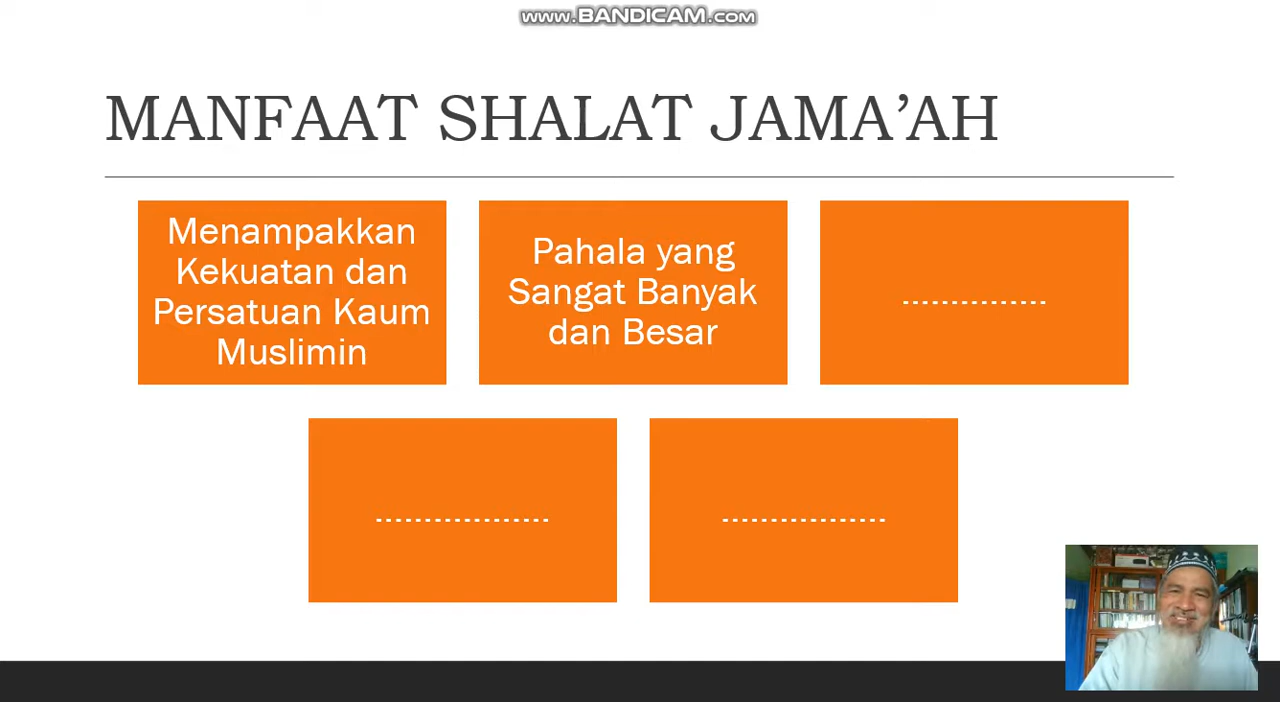 www.BANDICAM.com
MANFAAT SHALAT JAMA’AH
Menampakkan
Kekuatan dan
Persatuan Kaum
Muslimin
Pahala yang
Sangat Banyak
dan Besar
...............
..................
.................